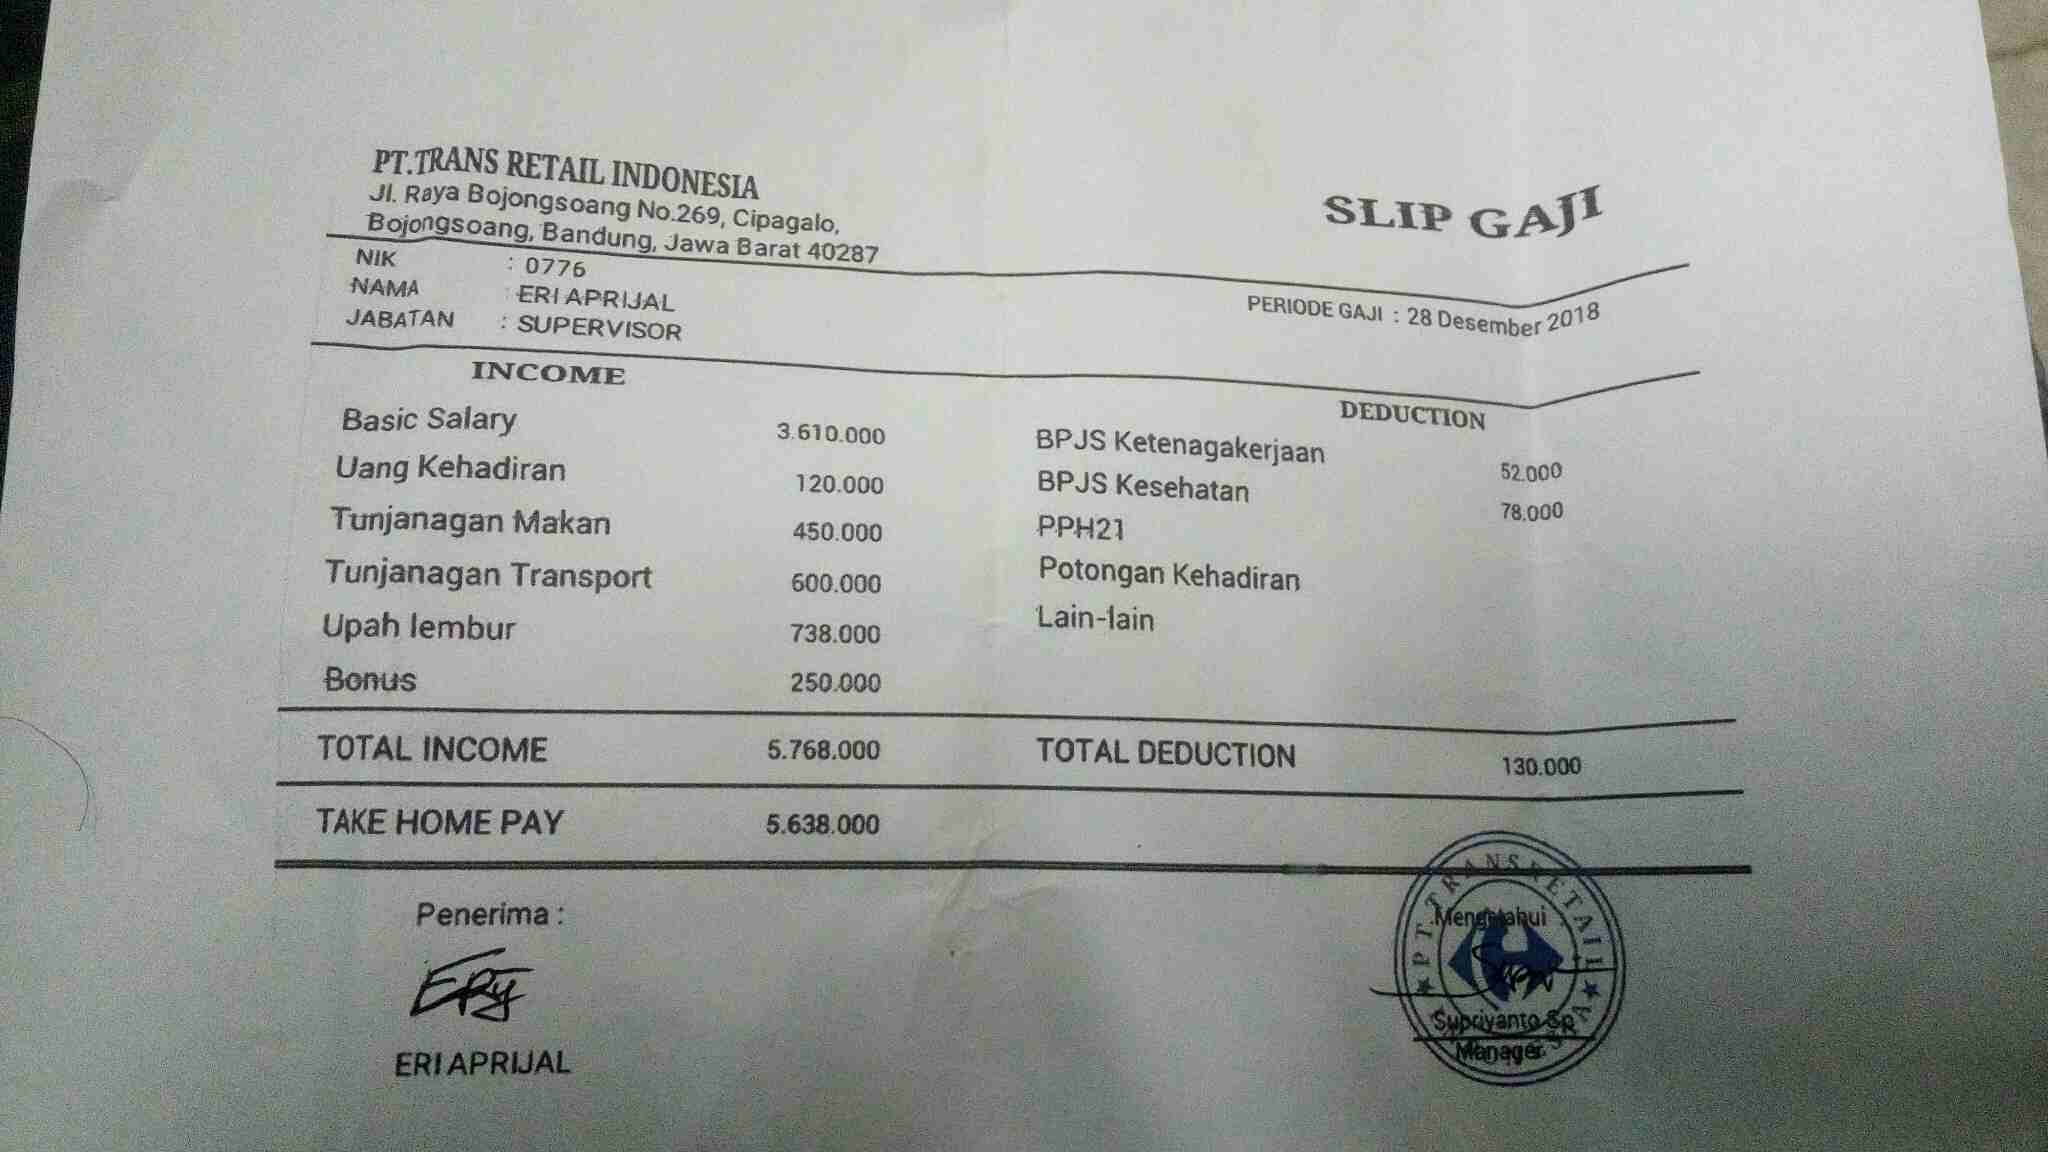 PT.TRANS RETAIL INDONESIA
Jl. Raya Bojongsoang No.269, Cipagalo,
Bojongsoang, Bandung, Jawa Barat 40287
SLIP GAJI
NIK : 0776
NAMA : ERI APRIJAL
JABATAN : SUPERVISOR
PERIODE GAJI : 28 Desember 2018
INCOME
Basic Salary 3.610.000
Uang Kehadiran 120.000
Tunjanagan Makan 450.000
Tunjanagan Transport 600.000
Upah lembur 738.000
Bonus 250.000
DEDUCTION
BPJS Ketenagakerjaan 52.000
BPJS Kesehatan 78.000
PPH21
Potongan Kehadiran
Lain-lain
TOTAL INCOME 5.768.000
TOTAL DEDUCTION 130.000
TAKE HOME PAY 5.638.000
Penerima :
ERI APRIJAL
Mengetahui :
Supriyanto Sp
Manager
PT.TRANS RETAIL